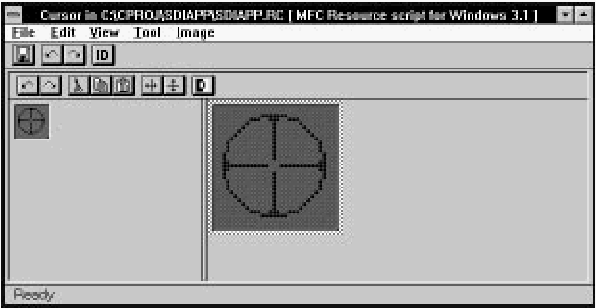 Cursor in C:\CPROJ\SDIAPP\SDIAPP.RC [ MFC Resource script for Windows 3.1 ]
File Edit View Tool Image
ID
D
Ready